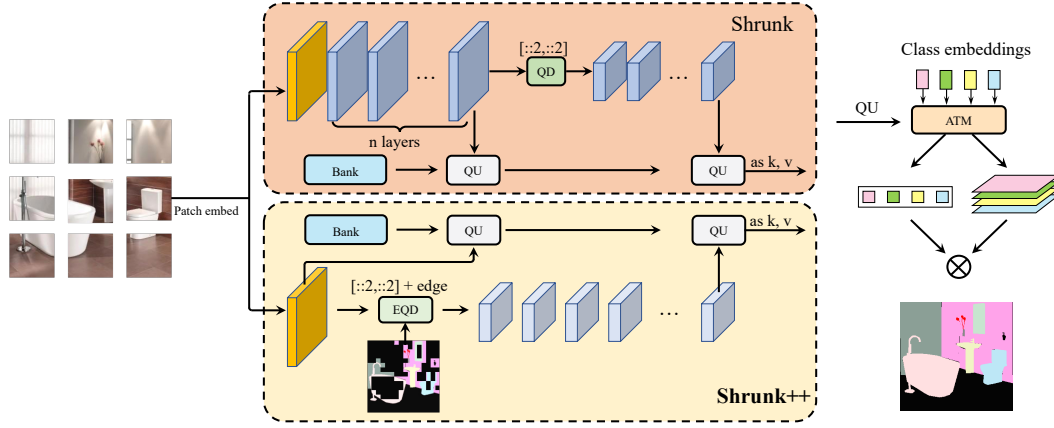 Shrunk
[::2,::2]
QD
...
...
n layers
Bank
QU
QU
as k, v
Patch embed
Bank
QU
QU
as k, v
[::2,::2] + edge
EQD
...
Shrunk++
Class embeddings
QU
ATM